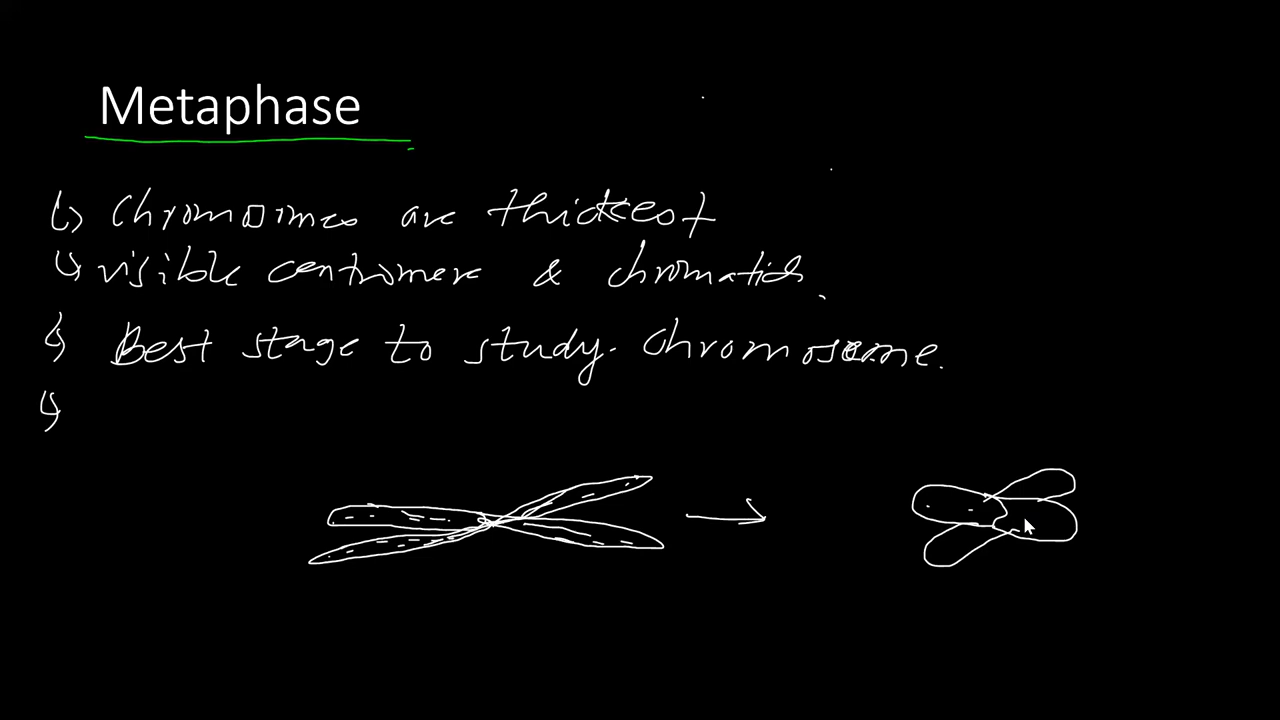 Metaphase
Chromosomes are thickest
visible centromere & chromatids.
Best stage to study. chromosome.